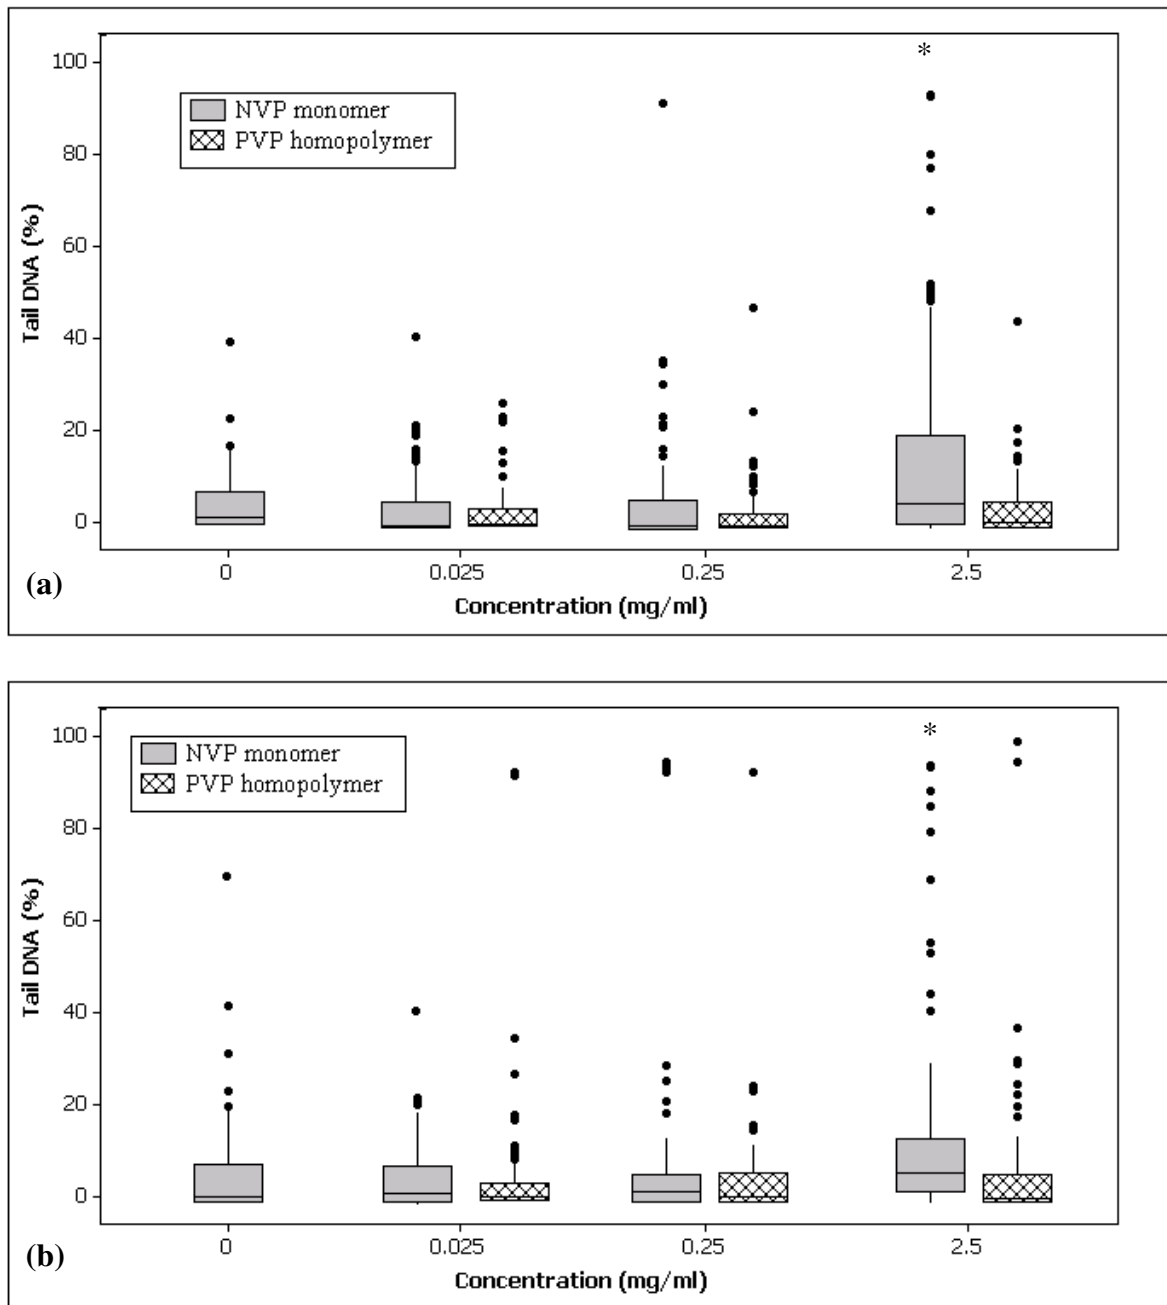 *
100
NVP monomer
PVP homopolymer
80
60
40
20
0
Tail DNA (%)
0 0.025 0.25 2.5
(a)
Concentration (mg/ml)
*
100
NVP monomer
PVP homopolymer
80
60
40
20
0
Tail DNA (%)
0 0.025 0.25 2.5
(b)
Concentration (mg/ml)